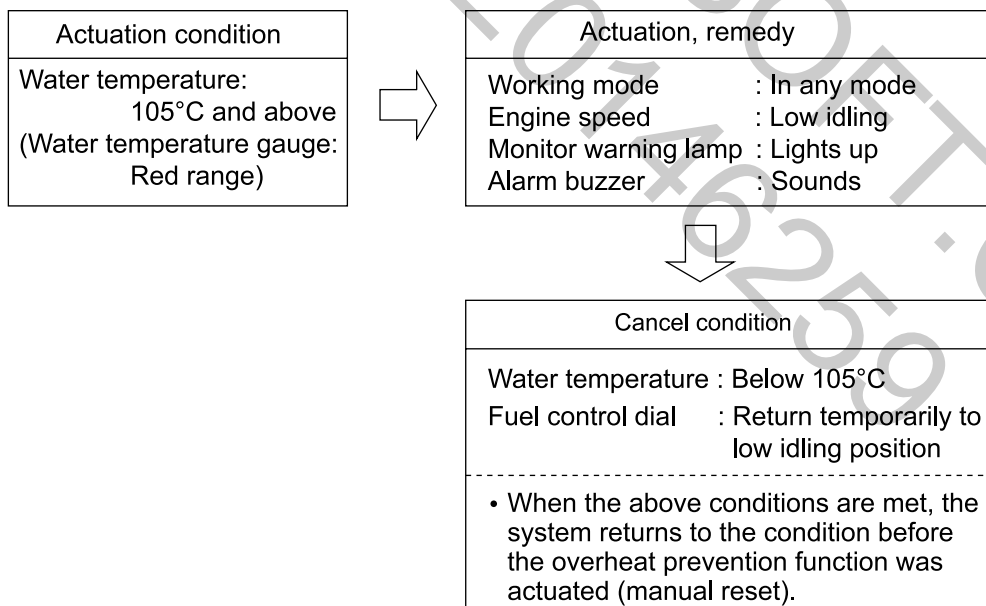 Actuation condition
Water temperature:
105°C and above
(Water temperature gauge:
Red range)
Actuation, remedy
Working mode : In any mode
Engine speed : Low idling
Monitor warning lamp : Lights up
Alarm buzzer : Sounds
Cancel condition
Water temperature : Below 105°C
Fuel control dial : Return temporarily to
low idling position
• When the above conditions are met, the
system returns to the condition before
the overheat prevention function was
actuated (manual reset).